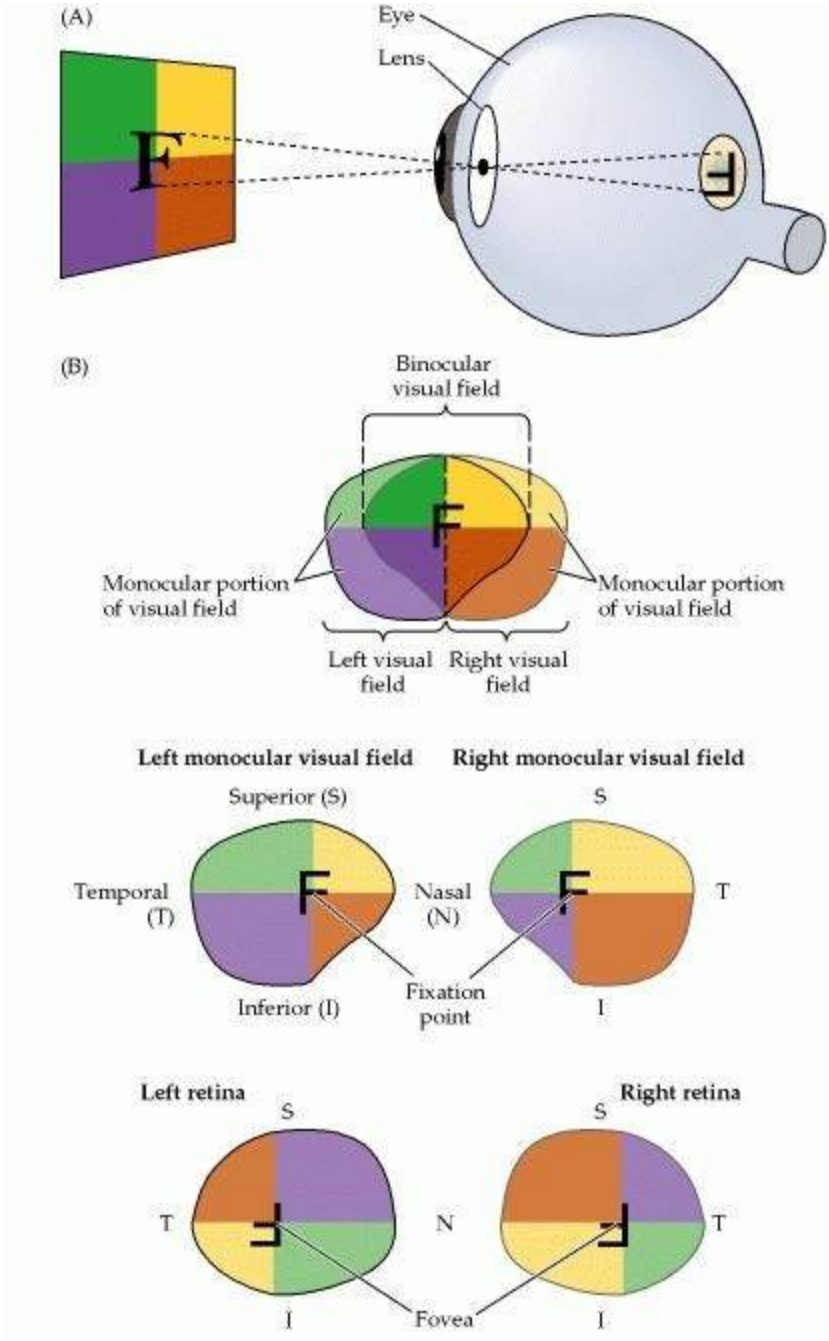 (A)
Eye
Lens
F
F
(B)
Binocular
visual field
F
Monocular portion
of visual field
Monocular portion
of visual field
Left visual
field
Right visual
field
Left monocular visual field
Right monocular visual field
Superior (S)
S
F
F
Temporal
(T)
Nasal
(N)
T
Fixation
point
Inferior (I)
I
Left retina
Right retina
S
S
T
F
N
F
T
I
Fovea
I